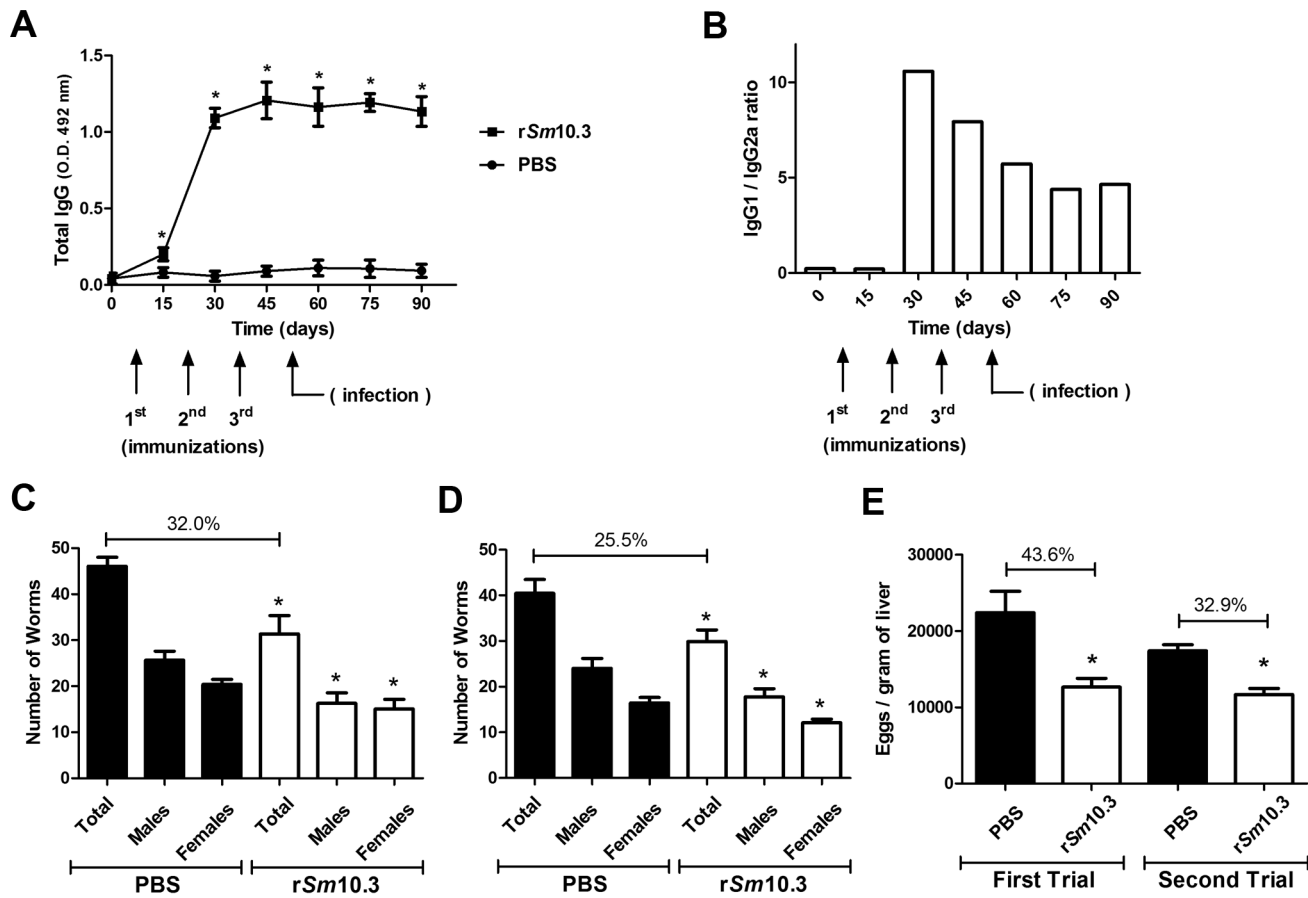 A
Total IgG (O.D. 492 nm)
1.5
1.0
0.5
0.0
* * * * * * *
0 15 30 45 60 75 90
Time (days)
rSm10.3
PBS
1st 2nd 3rd
(immunizations)
( infection )
B
IgG1 / IgG2a ratio
10
5
0
0 15 30 45 60 75 90
Time (days)
1st 2nd 3rd
(immunizations)
( infection )
C
Number of Worms
50
40
30
20
10
0
32.0%
* * *
Total Males Females Total Males Females
PBS rSm10.3
D
Number of Worms
50
40
30
20
10
0
25.5%
* * *
Total Males Females Total Males Females
PBS rSm10.3
E
Eggs / gram of liver
30000
20000
10000
0
43.6%
32.9%
* *
PBS rSm10.3 PBS rSm10.3
First Trial Second Trial